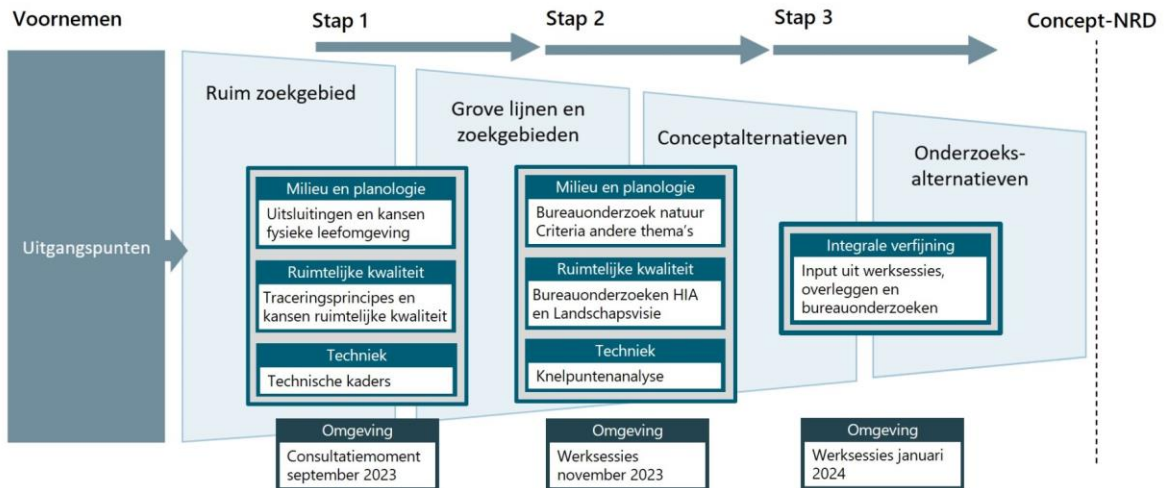 Voornemen
Stap 1
Stap 2
Stap 3
Concept-NRD
Uitgangspunten
Ruim zoekgebied
Grove lijnen en
zoekgebieden
Conceptalternatieven
Onderzoeks-
alternatieven
Milieu en planologie
Uitsluitingen en kansen
fysieke leefomgeving
Ruimtelijke kwaliteit
Traceringsprincipes en
kansen ruimtelijke kwaliteit
Techniek
Technische kaders
Milieu en planologie
Bureauonderzoek natuur
Criteria andere thema's
Ruimtelijke kwaliteit
Bureauonderzoeken HIA
en Landschapsvisie
Techniek
Knelpuntenanalyse
Integrale verfijning
Input uit werksessies,
overleggen en
bureauonderzoeken
Omgeving
Consultatiemoment
september 2023
Omgeving
Werksessies
november 2023
Omgeving
Werksessies januari
2024